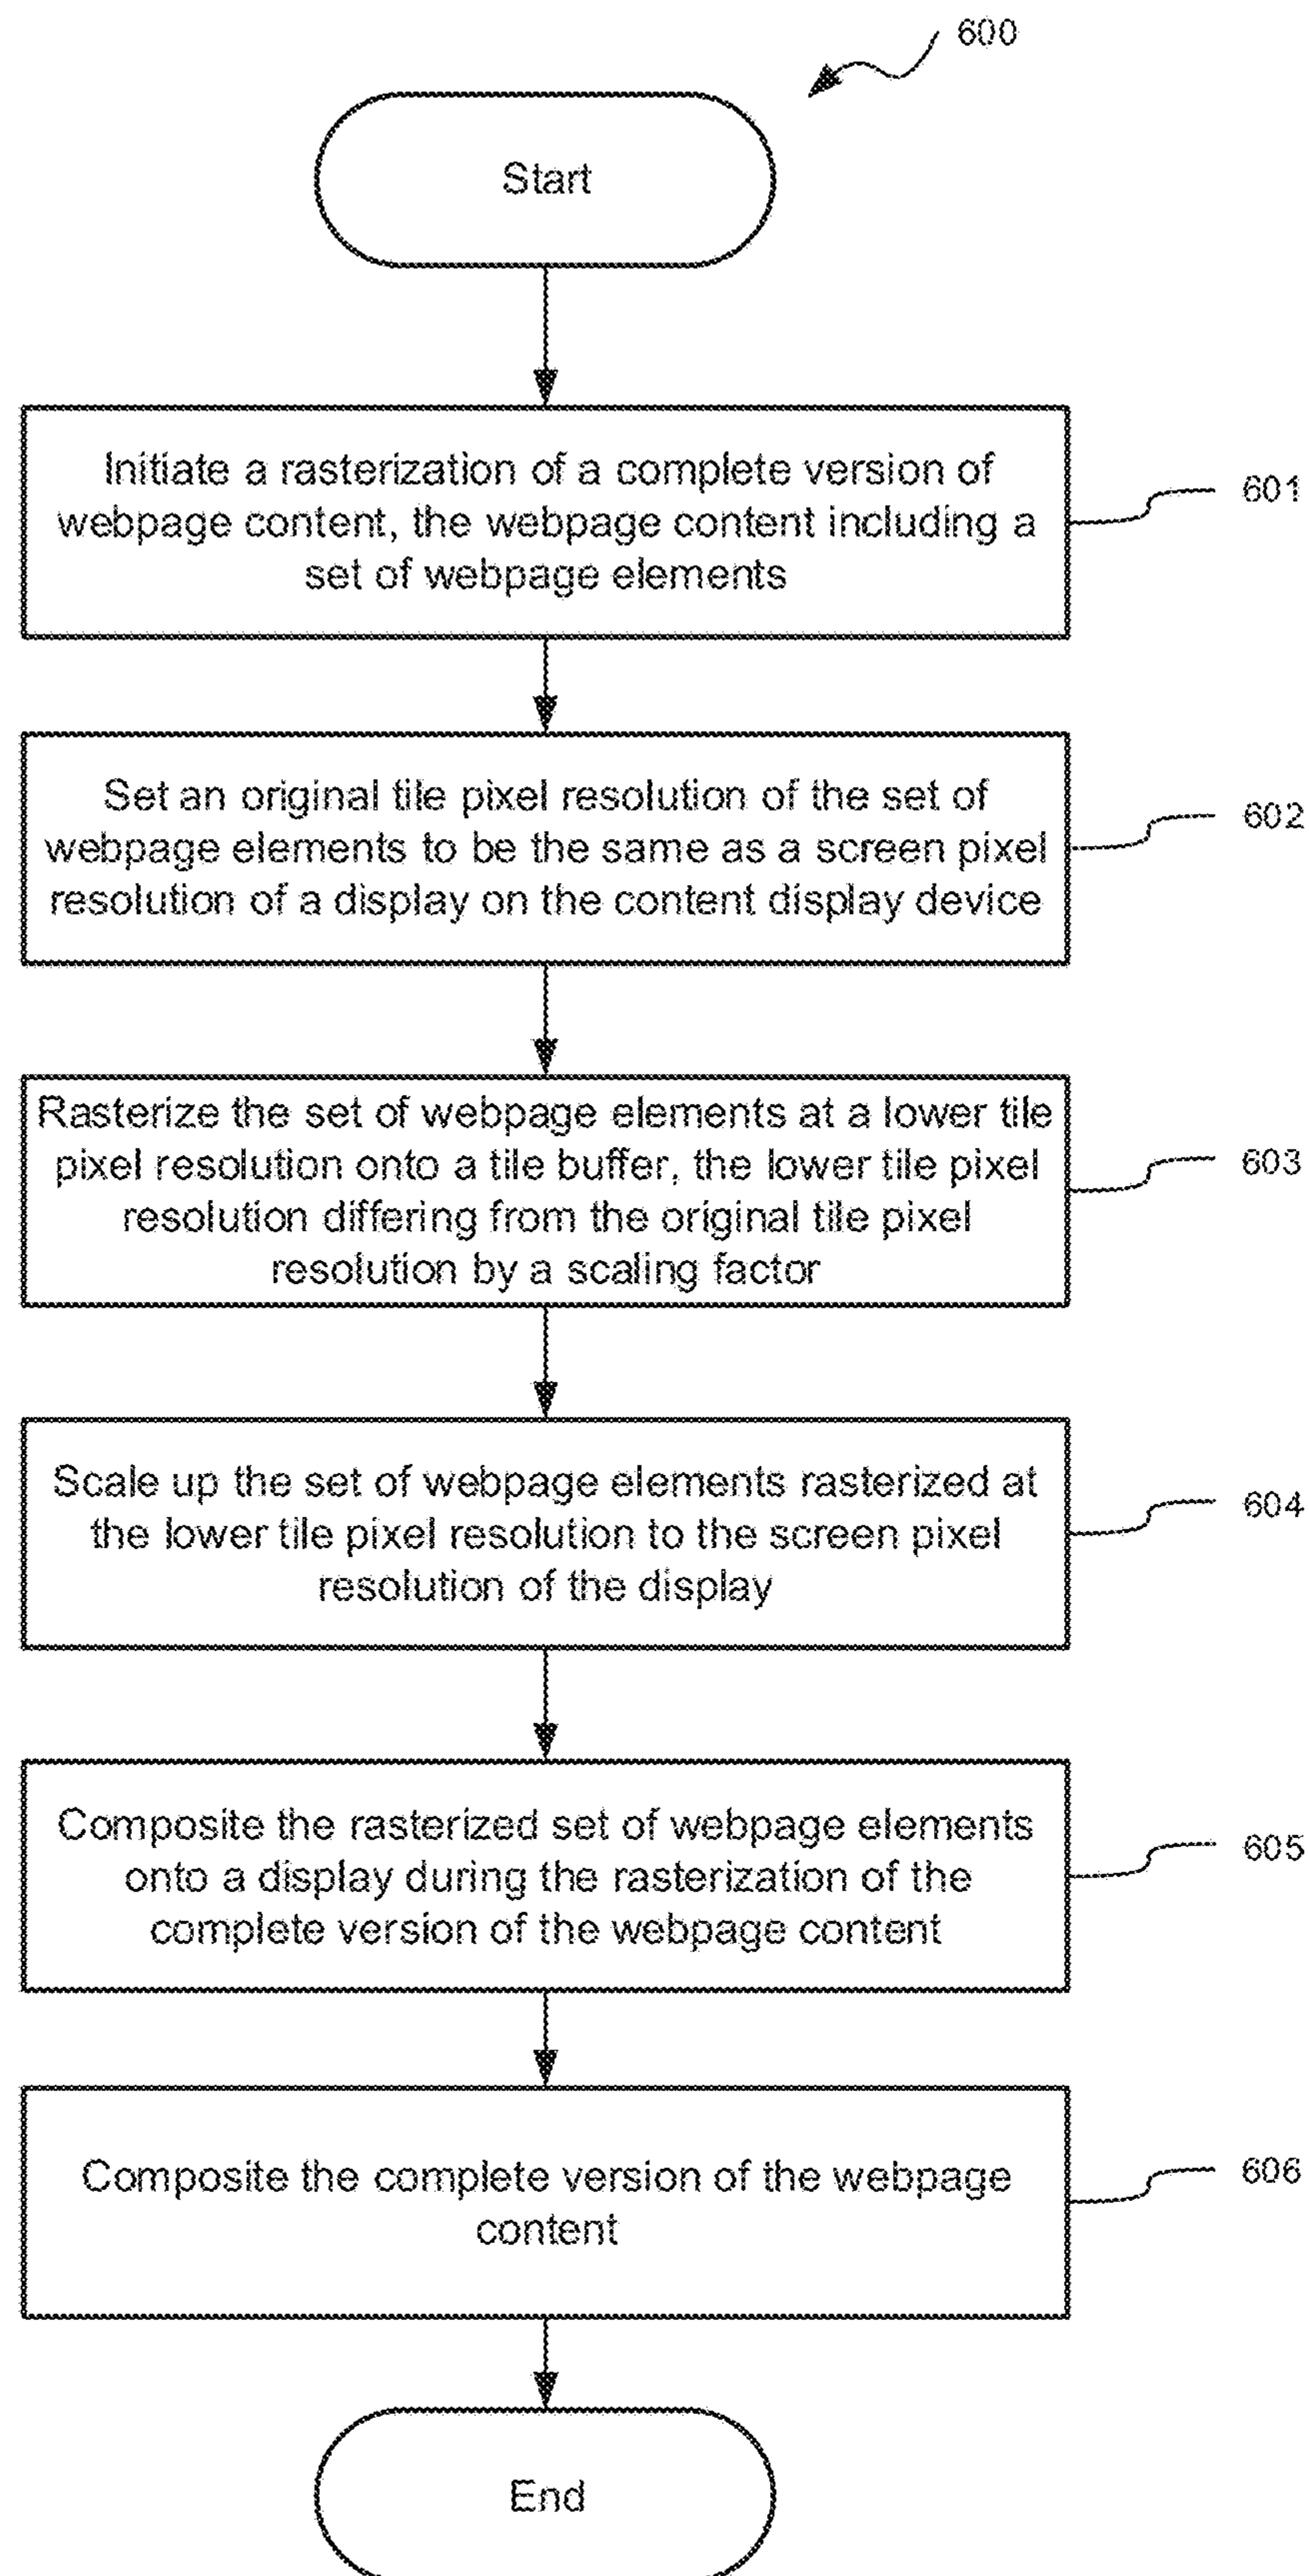 600
Start
Initiate a rasterization of a complete version of
webpage content, the webpage content including a
set of webpage elements
601
Set an original tile pixel resolution of the set of
webpage elements to be the same as a screen pixel
resolution of a display on the content display device
602
Rasterize the set of webpage elements at a lower tile
pixel resolution onto a tile buffer, the lower tile pixel
resolution differing from the original tile pixel
resolution by a scaling factor
603
Scale up the set of webpage elements rasterized at
the lower tile pixel resolution to the screen pixel
resolution of the display
604
Composite the rasterized set of webpage elements
onto a display during the rasterization of the
complete version of the webpage content
605
Composite the complete version of the webpage
content
606
End